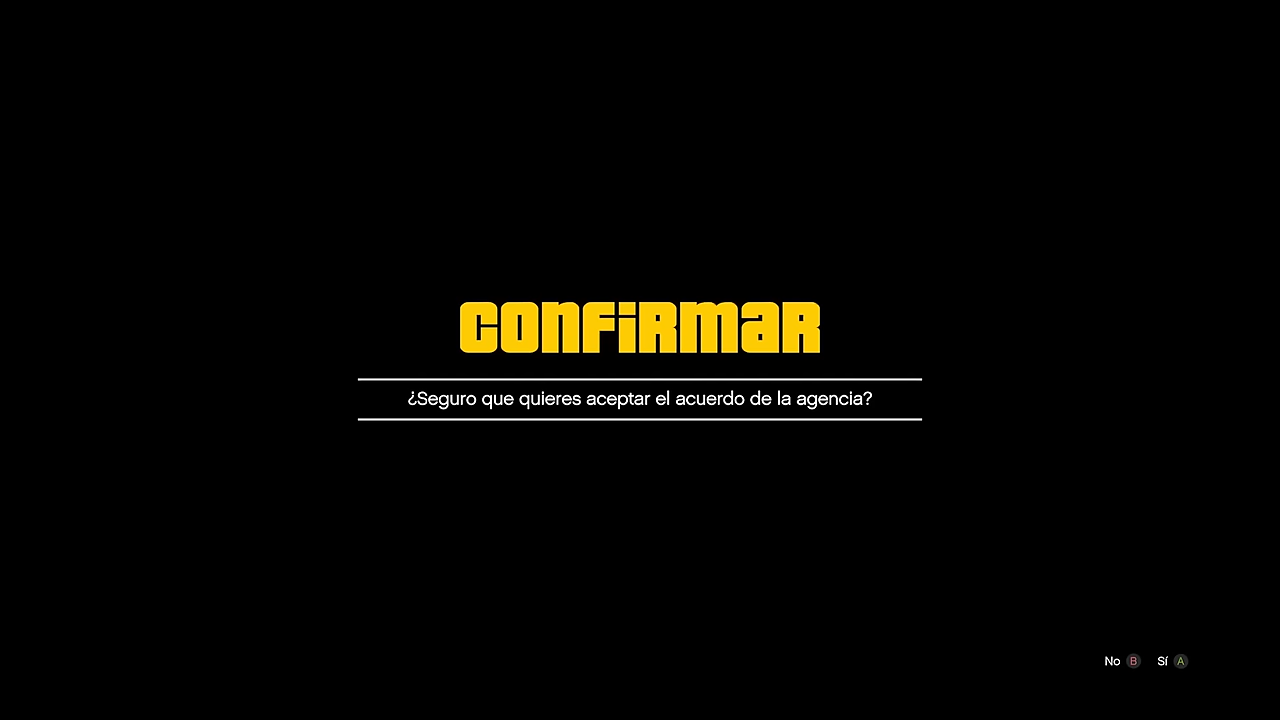 CONFIRMAR
¿Seguro que quieres aceptar el acuerdo de la agencia?
No B Sí A